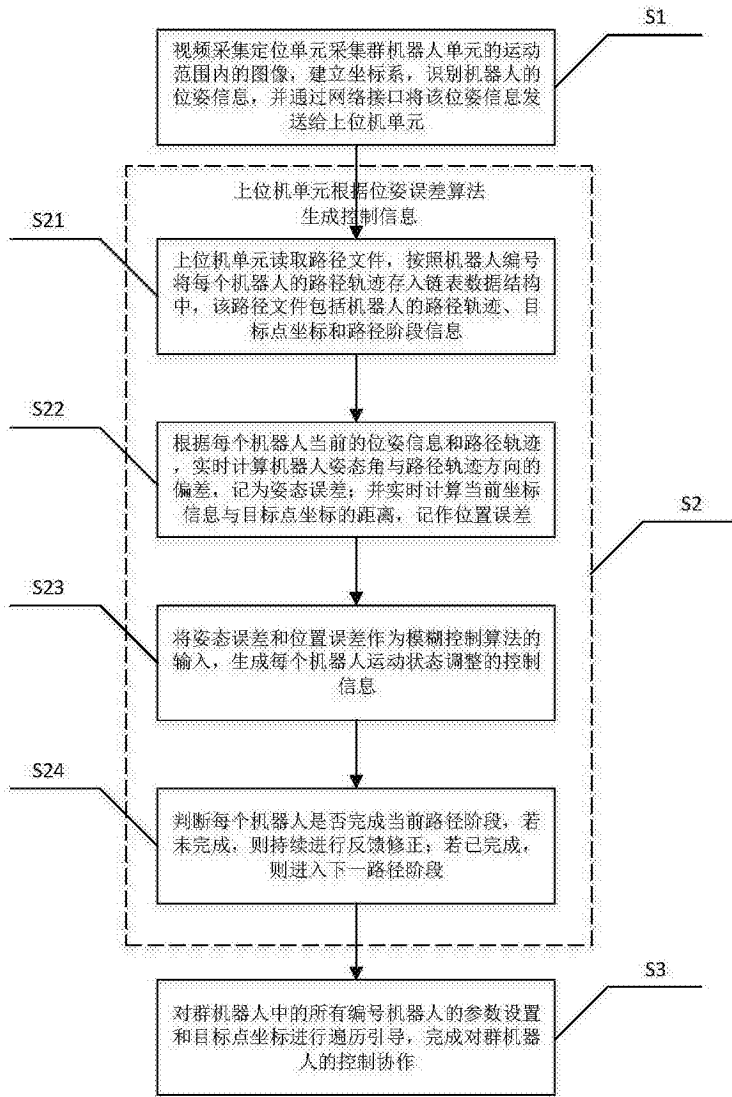 S1
视频采集定位单元采集群机器人单元的运动
范围内的图像，建立坐标系，识别机器人的
位姿信息，并通过网络接口将该位姿信息发
送给上位机单元
上位机单元根据位姿误差算法
生成控制信息
S21
上位机单元读取路径文件，按照机器人编号
将每个机器人的路径轨迹存入链表数据结构
中，该路径文件包括机器人的路径轨迹、目
标点坐标和路径阶段信息
S22
根据每个机器人当前的位姿信息和路径轨迹
，实时计算机器人姿态角与路径轨迹方向的
偏差，记为姿态误差；并实时计算当前坐标
信息与目标点坐标的距离，记作位置误差
S2
S23
将姿态误差和位置误差作为模糊控制算法的
输入，生成每个机器人运动状态调整的控制
信息
S24
判断每个机器人是否完成当前路径阶段，若
未完成，则持续进行反馈修正；若已完成，
则进入下一路径阶段
S3
对群机器人中的所有编号机器人的参数设置
和目标点坐标进行遍历引导，完成对群机器
人的控制协作